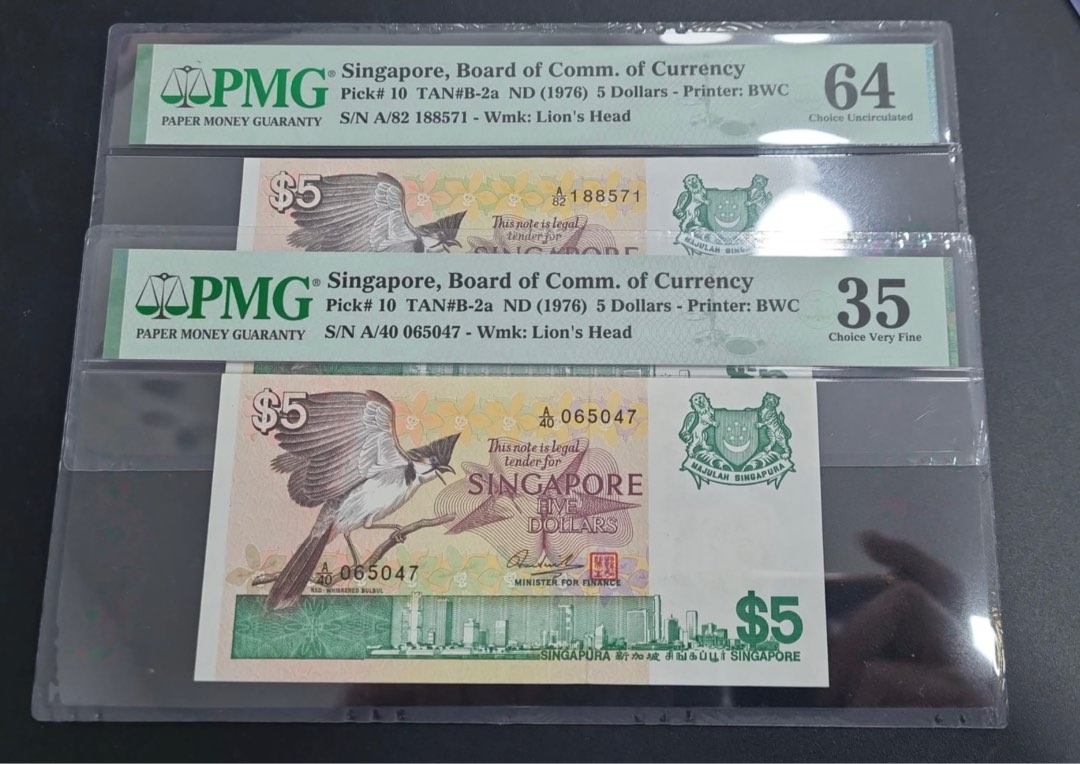 PMG
PAPER MONEY GUARANTY
Singapore, Board of Comm. of Currency
Pick# 10 TAN#B-2a ND (1976) 5 Dollars - Printer: BWC
S/N A/82 188571 - Wmk: Lion's Head
64
Choice Uncirculated
$5
A/82 188571
This note is legal
tender for
SINGAPORE
MAJULAH SING
PMG
PAPER MONEY GUARANTY
Singapore, Board of Comm. of Currency
Pick# 10 TAN#B-2a ND (1976) 5 Dollars - Printer: BWC
S/N A/40 065047 - Wmk: Lion's Head
35
Choice Very Fine
$5
$5
A/40 065047
This note is legal
tender for
SINGAPORE
FIVE
DOLLARS
MAJULAH SINGAPURA
MINISTER FOR FINANCE
A/40 065047
RED-WHISKERED BULBUL
$5
SINGAPURA 新加坡 சிங்கப்பூர் SINGAPORE